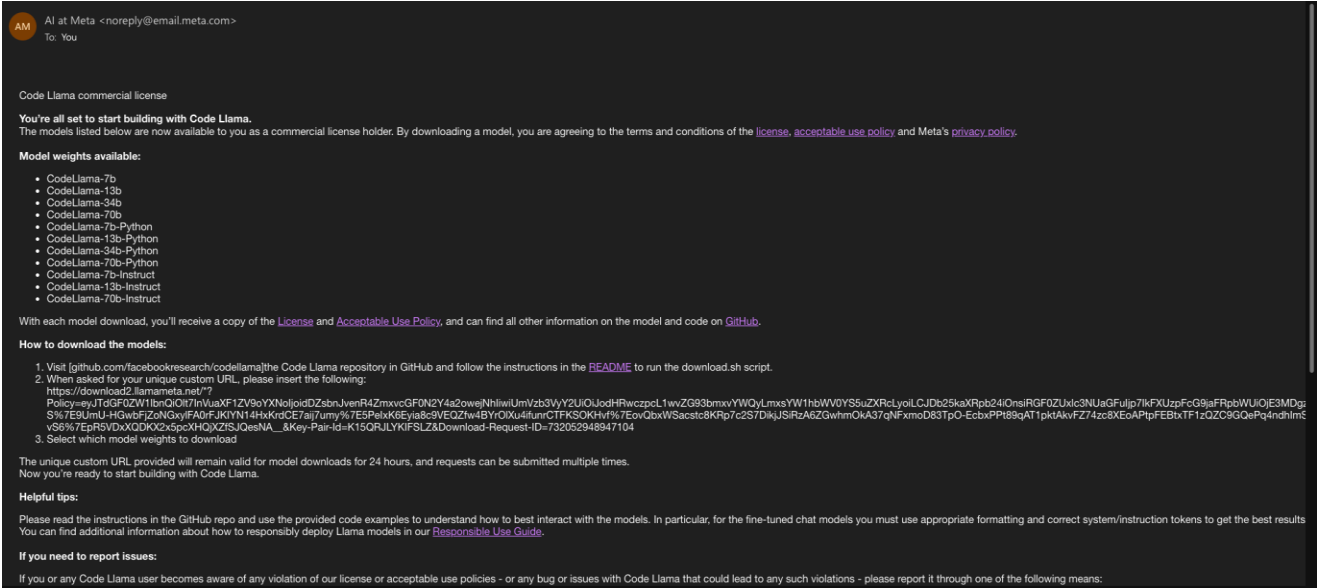 AM
AI at Meta <noreply@email.meta.com>
To: You
Code Llama commercial license
You're all set to start building with Code Llama.
The models listed below are now available to you as a commercial license holder. By downloading a model, you are agreeing to the terms and conditions of the license, acceptable use policy and Meta's privacy policy.
Model weights available:
• CodeLlama-7b
• CodeLlama-13b
• CodeLlama-34b
• CodeLlama-70b
• CodeLlama-7b-Python
• CodeLlama-13b-Python
• CodeLlama-34b-Python
• CodeLlama-70b-Python
• CodeLlama-7b-Instruct
• CodeLlama-13b-Instruct
• CodeLlama-70b-Instruct
With each model download, you'll receive a copy of the License and Acceptable Use Policy, and can find all other information on the model and code on GitHub.
How to download the models:
1. Visit [github.com/facebookresearch/codellama]the Code Llama repository in GitHub and follow the instructions in the README to run the download.sh script.
2. When asked for your unique custom URL, please insert the following:
https://download2.llamameta.net/*?
3. Select which model weights to download
The unique custom URL provided will remain valid for model downloads for 24 hours, and requests can be submitted multiple times.
Now you're ready to start building with Code Llama.
Helpful tips:
Please read the instructions in the GitHub repo and use the provided code examples to understand how to best interact with the models. In particular, for the fine-tuned chat models you must use appropriate formatting and correct system/instruction tokens to get the best results
You can find additional information about how to responsibly deploy Llama models in our Responsible Use Guide.
If you need to report issues:
If you or any Code Llama user becomes aware of any violation of our license or acceptable use policies - or any bug or issues with Code Llama that could lead to any such violations - please report it through one of the following means: